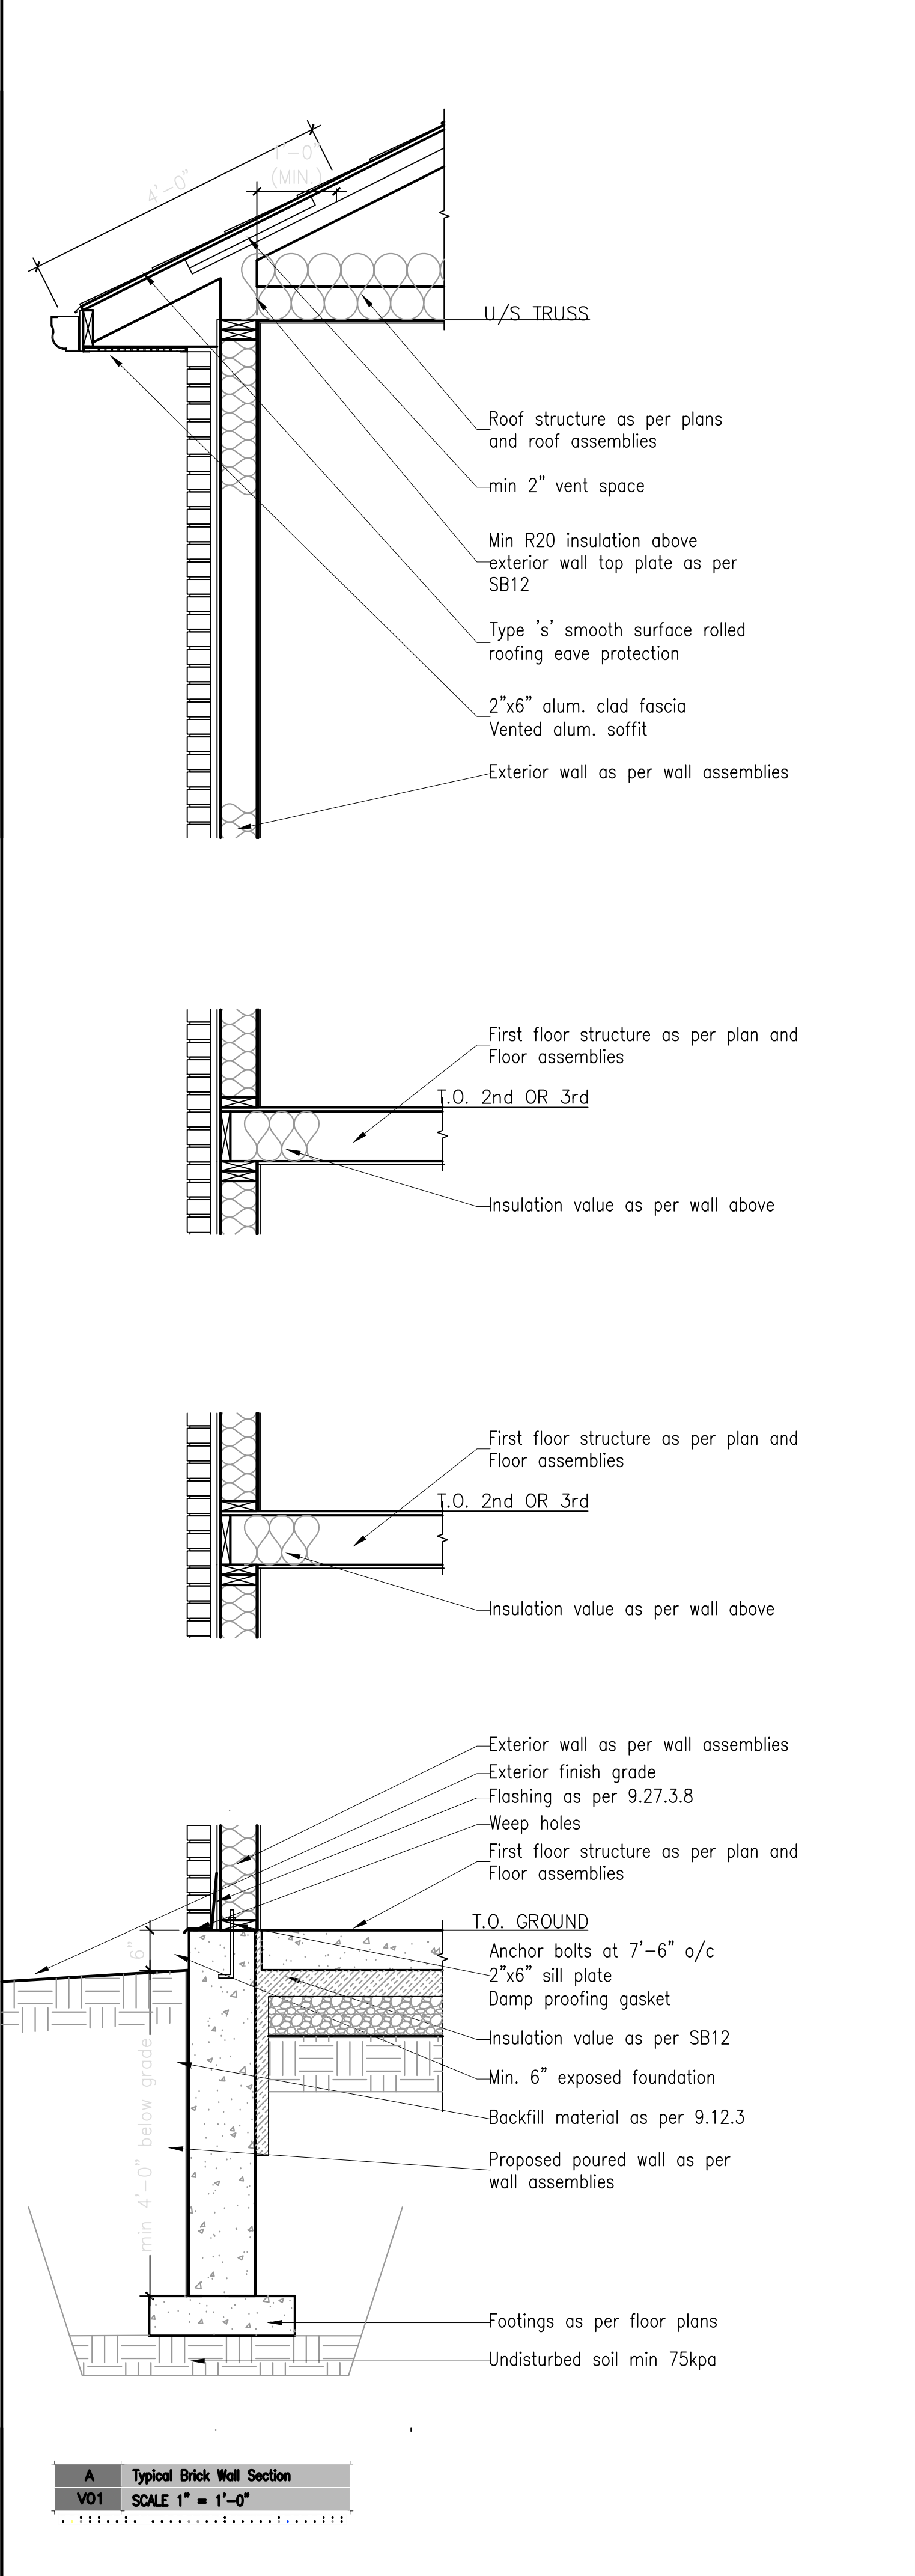 1'-0"
(MIN.)
4'-0"
U/S TRUSS
Roof structure as per plans
and roof assemblies
min 2" vent space
Min R20 insulation above
exterior wall top plate as per
SB12
Type 's' smooth surface rolled
roofing eave protection
2"x6" alum. clad fascia
Vented alum. soffit
Exterior wall as per wall assemblies
First floor structure as per plan and
Floor assemblies
T.O. 2nd OR 3rd
Insulation value as per wall above
First floor structure as per plan and
Floor assemblies
T.O. 2nd OR 3rd
Insulation value as per wall above
Exterior wall as per wall assemblies
Exterior finish grade
Flashing as per 9.27.3.8
Weep holes
First floor structure as per plan and
Floor assemblies
T.O. GROUND
6"
Anchor bolts at 7'-6" o/c
2"x6" sill plate
Damp proofing gasket
Insulation value as per SB12
Min. 6" exposed foundation
Backfill material as per 9.12.3
min 4'-0" below grade
Proposed poured wall as per
wall assemblies
Footings as per floor plans
Undisturbed soil min 75kpa
A Typical Brick Wall Section
V01 SCALE 1" = 1'-0"